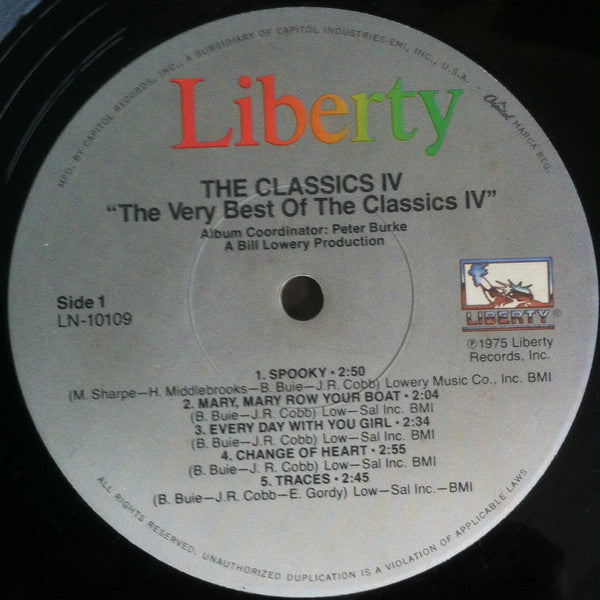 MFD. BY CAPITOL RECORDS, INC., A SUBSIDIARY OF CAPITOL INDUSTRIES-EMI, INC., U.S.A. • Capitol MARCA REG.
Liberty
THE CLASSICS IV
"The Very Best Of The Classics IV"
Album Coordinator: Peter Burke
A Bill Lowery Production
Side 1
LN-10109
LIBERTY®
℗1975 Liberty
Records, Inc.
1. SPOOKY • 2:50
(M. Sharpe—H. Middlebrooks—B. Buie—J.R. Cobb) Lowery Music Co., Inc. BMI
2. MARY, MARY ROW YOUR BOAT • 2:04
(B. Buie—J.R. Cobb) Low—Sal Inc. BMI
3. EVERY DAY WITH YOU GIRL • 2:34
(B. Buie—J.R. Cobb) Low—Sal Inc. BMI
4. CHANGE OF HEART • 2:55
(B. Buie—J.R. Cobb) Low—Sal Inc. BMI
5. TRACES • 2:45
(B. Buie—J.R. Cobb—E. Gordy) Low—Sal Inc.—BMI
ALL RIGHTS RESERVED. UNAUTHORIZED DUPLICATION IS A VIOLATION OF APPLICABLE LAWS